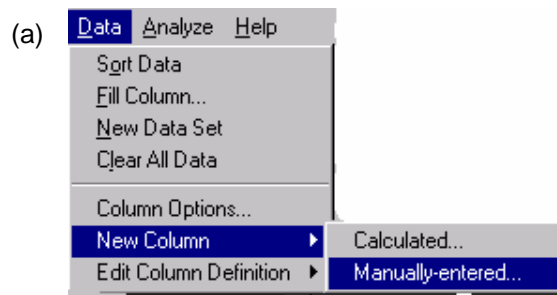 (a) Data Analyze Help
Sort Data
Fill Column...
New Data Set
Clear All Data
Column Options...
New Column Calculated...
Edit Column Definition Manually-entered...